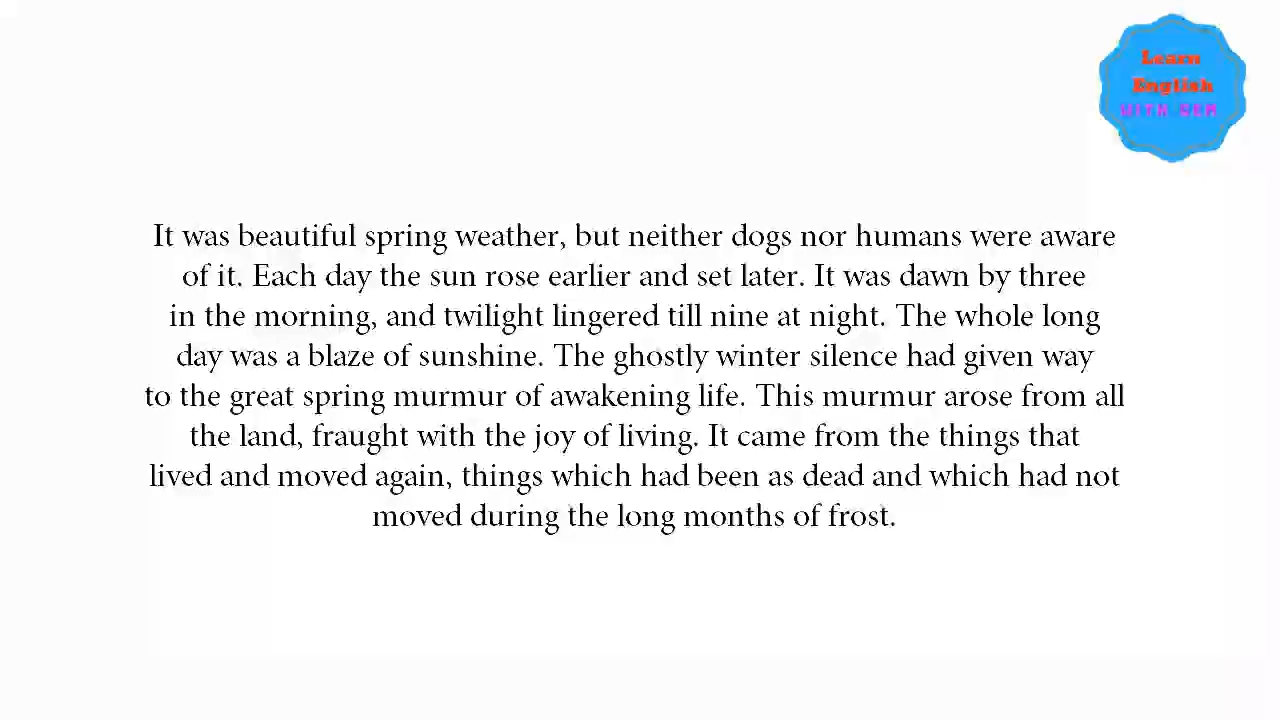 Learn
English
WITH SEM
It was beautiful spring weather, but neither dogs nor humans were aware
of it. Each day the sun rose earlier and set later. It was dawn by three
in the morning, and twilight lingered till nine at night. The whole long
day was a blaze of sunshine. The ghostly winter silence had given way
to the great spring murmur of awakening life. This murmur arose from all
the land, fraught with the joy of living. It came from the things that
lived and moved again, things which had been as dead and which had not
moved during the long months of frost.